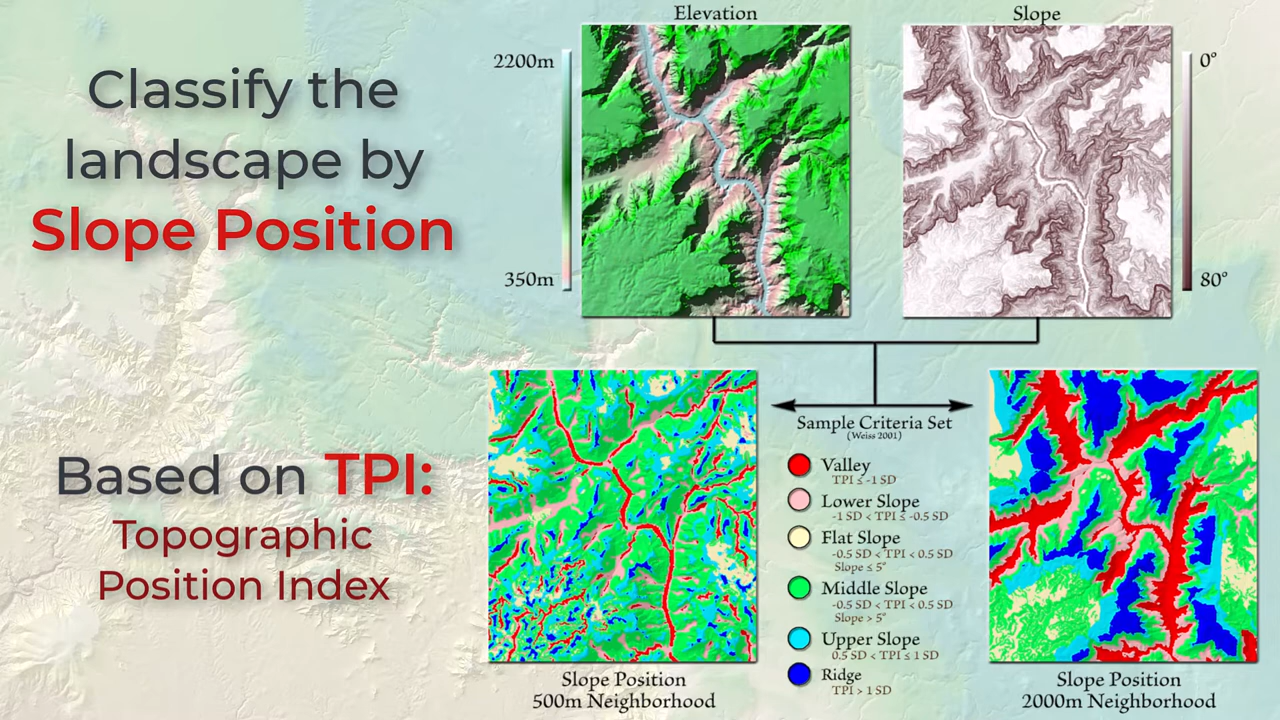 Classify the
landscape by
Slope Position
Based on TPI:
Topographic
Position Index
Elevation
2200m
350m
Slope
0°
80°
Sample Criteria Set
(Weiss 2001)
Valley
TPI ≤ -1 SD
Lower Slope
-1 SD < TPI ≤ -0.5 SD
Flat Slope
-0.5 SD < TPI < 0.5 SD
Slope ≤ 5°
Middle Slope
-0.5 SD < TPI < 0.5 SD
Slope > 5°
Upper Slope
0.5 SD < TPI ≤ 1 SD
Ridge
TPI > 1 SD
Slope Position
500m Neighborhood
Slope Position
2000m Neighborhood